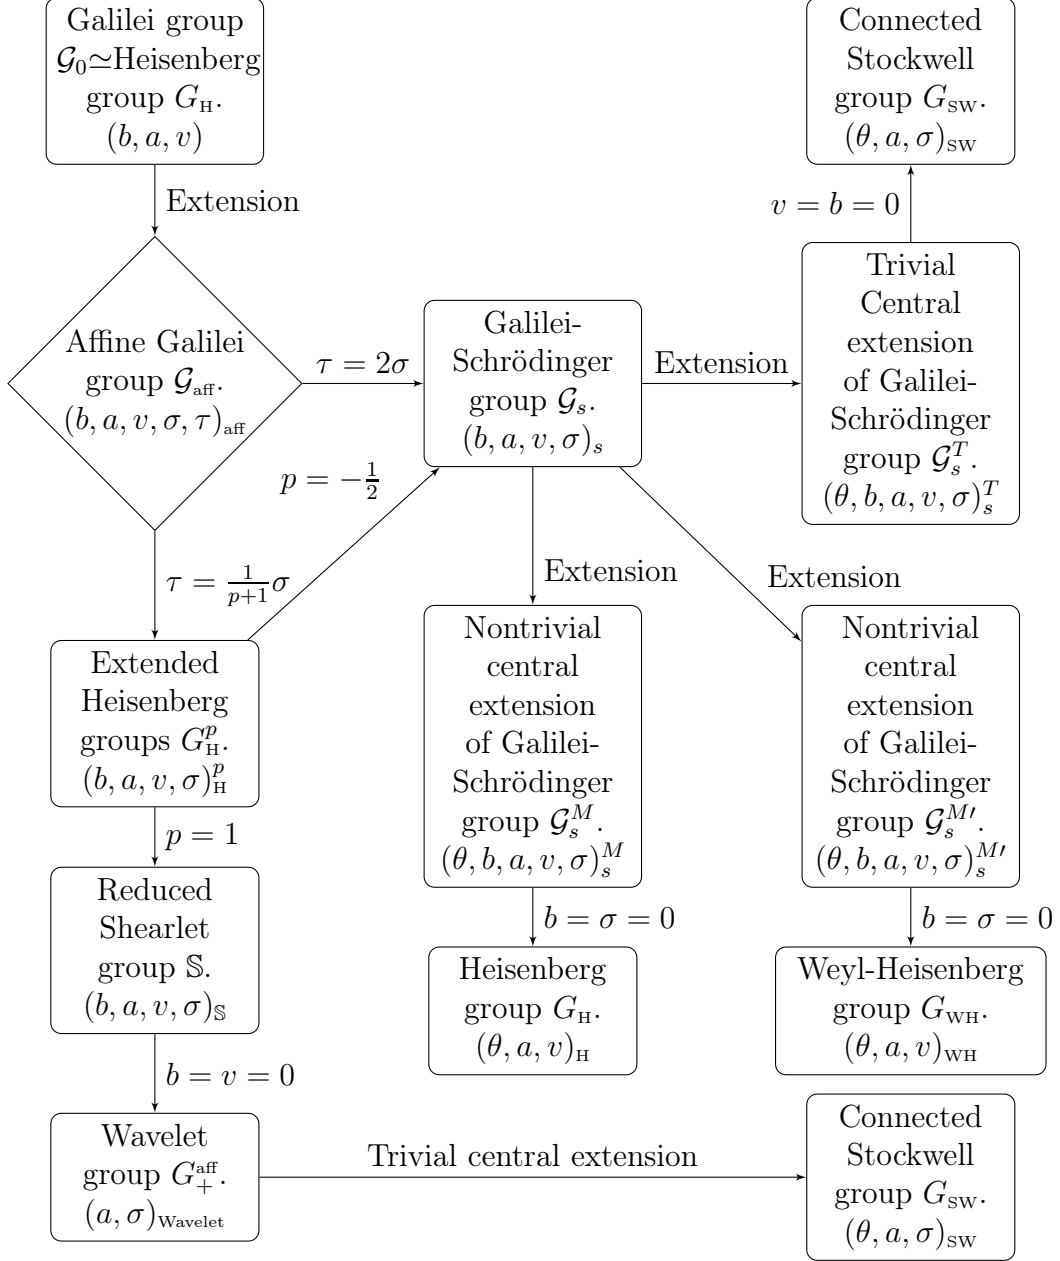 Galilei group
𝒢₀≃Heisenberg
group G_H.
(b, a, v)
Extension
Affine Galilei
group 𝒢_aff.
(b, a, v, σ, τ)_aff
τ = 2σ
Galilei-
Schrödinger
group 𝒢_s.
(b, a, v, σ)_s
Extension
Trivial
Central
extension
of Galilei-
Schrödinger
group 𝒢_s^T.
(θ, b, a, v, σ)_s^T
v = b = 0
Connected
Stockwell
group G_SW.
(θ, a, σ)_SW
p = −1/2
τ = 1/(p+1) σ
Extension
Extension
Extended
Heisenberg
groups G_H^p.
(b, a, v, σ)_H^p
p = 1
Reduced
Shearlet
group 𝕊.
(b, a, v, σ)_𝕊
b = v = 0
Wavelet
group G_+^aff.
(a, σ)_Wavelet
Nontrivial
central
extension
of Galilei-
Schrödinger
group 𝒢_s^M.
(θ, b, a, v, σ)_s^M
b = σ = 0
Heisenberg
group G_H.
(θ, a, v)_H
Nontrivial
central
extension
of Galilei-
Schrödinger
group 𝒢_s^M′.
(θ, b, a, v, σ)_s^M′
b = σ = 0
Weyl-Heisenberg
group G_WH.
(θ, a, v)_WH
Trivial central extension
Connected
Stockwell
group G_SW.
(θ, a, σ)_SW